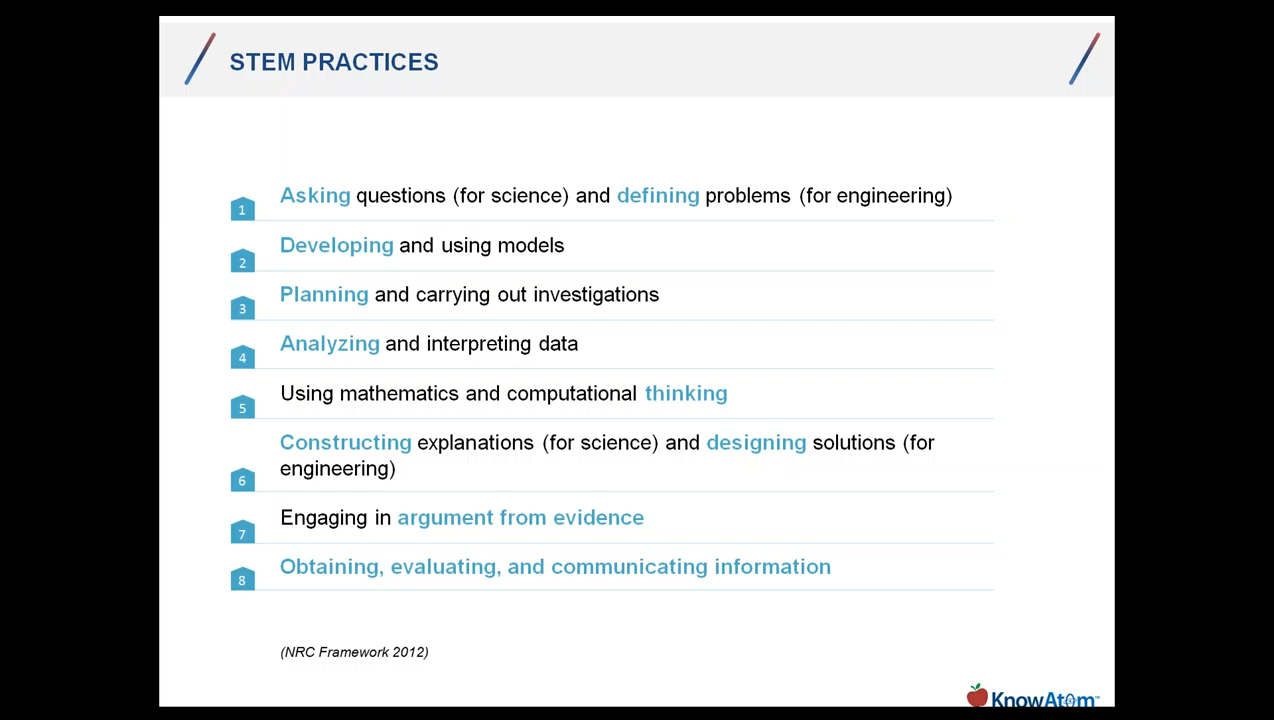 STEM PRACTICES
1 Asking questions (for science) and defining problems (for engineering)
2 Developing and using models
3 Planning and carrying out investigations
4 Analyzing and interpreting data
5 Using mathematics and computational thinking
6 Constructing explanations (for science) and designing solutions (for
engineering)
7 Engaging in argument from evidence
8 Obtaining, evaluating, and communicating information
(NRC Framework 2012)
KnowAtom™